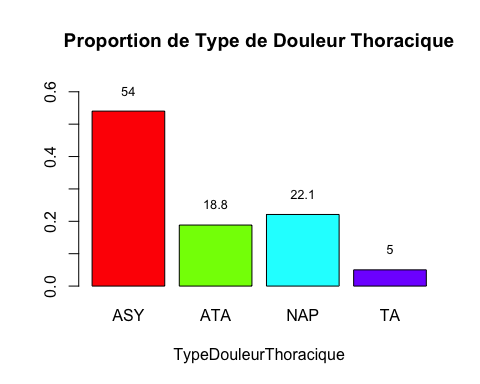 Proportion de Type de Douleur Thoracique
0.6
0.4
0.2
0.0
54
18.8
22.1
5
ASY ATA NAP TA
TypeDouleurThoracique